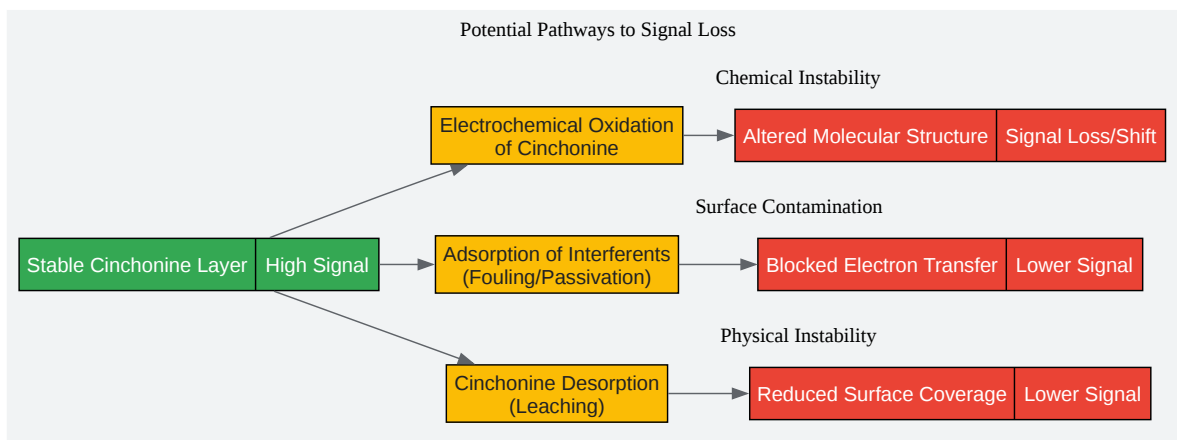 Potential Pathways to Signal Loss
Chemical Instability
Electrochemical Oxidation
of Cinchonine
Altered Molecular Structure
Signal Loss/Shift
Surface Contamination
Stable Cinchonine Layer
High Signal
Adsorption of Interferents
(Fouling/Passivation)
Blocked Electron Transfer
Lower Signal
Physical Instability
Cinchonine Desorption
(Leaching)
Reduced Surface Coverage
Lower Signal